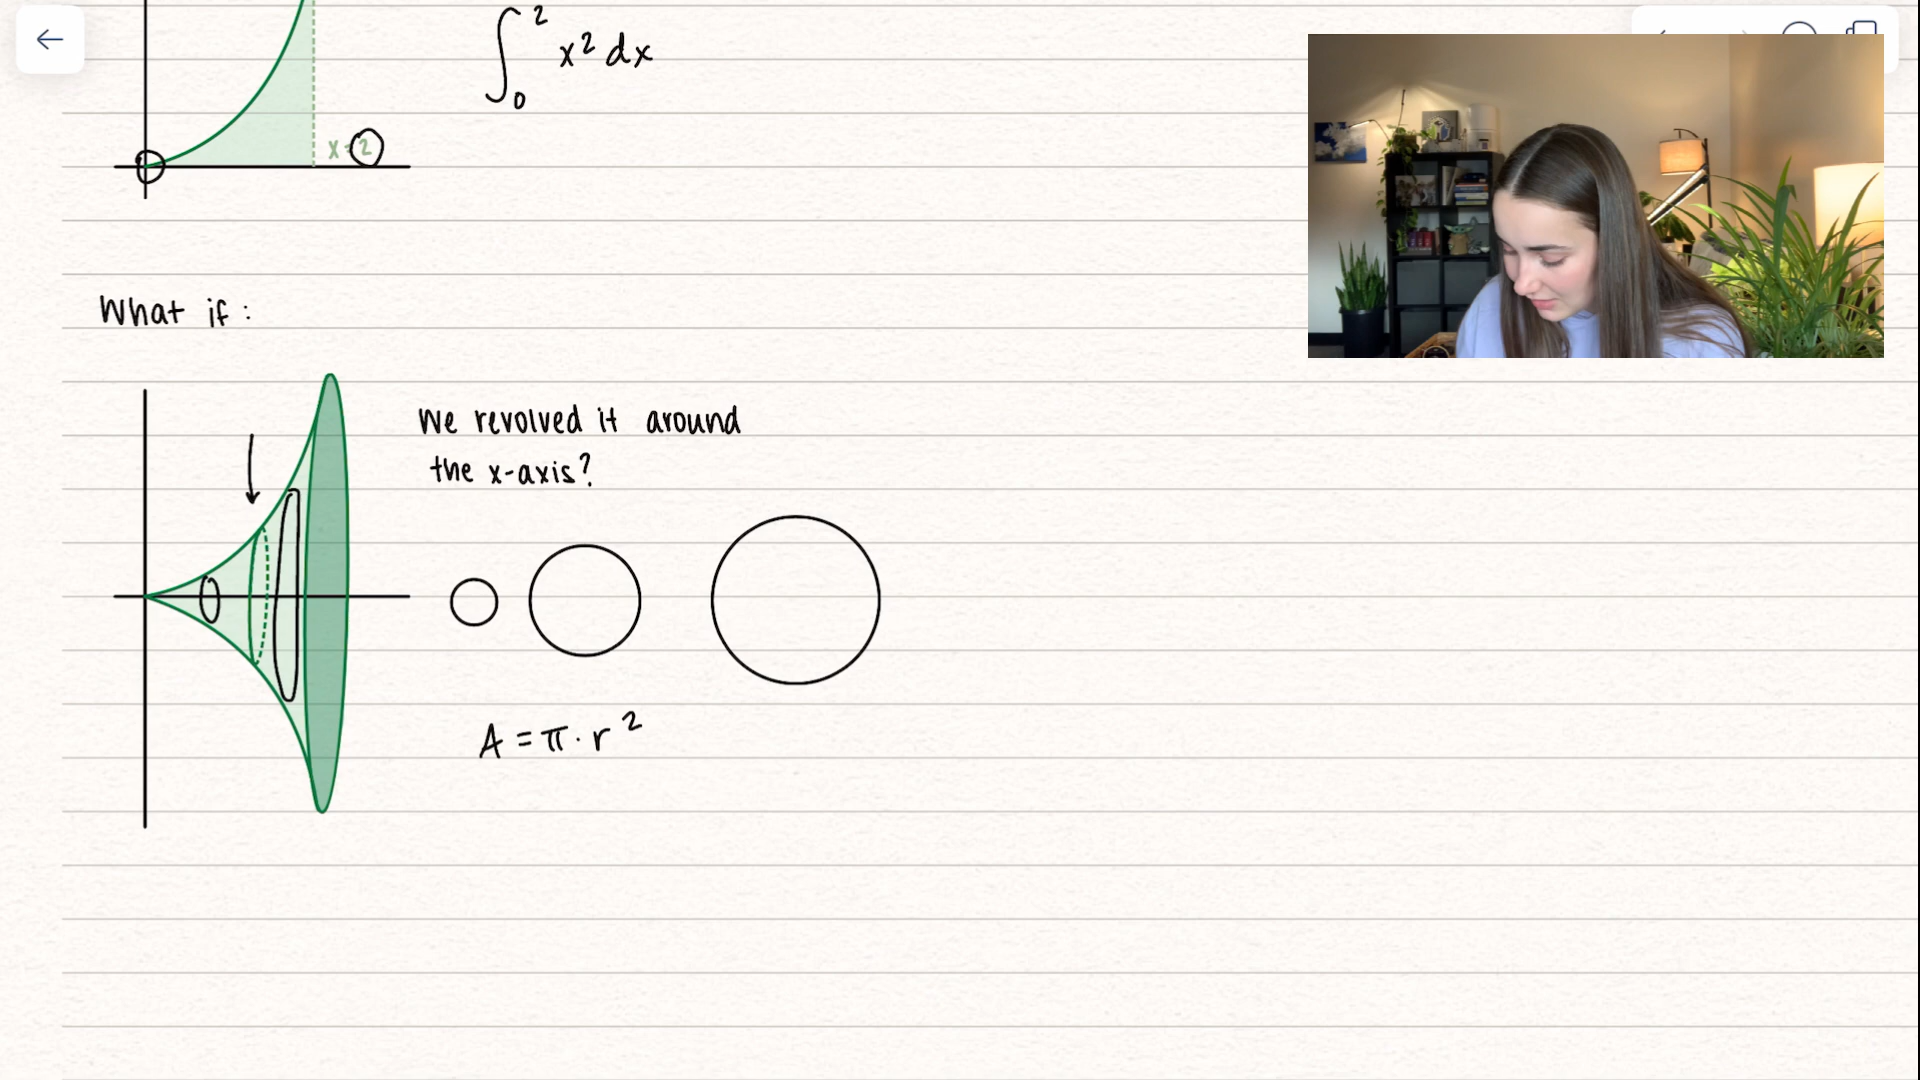 ∫₀² x² dx
x=2
What if :
We revolved it around
the x-axis?
A = π · r²